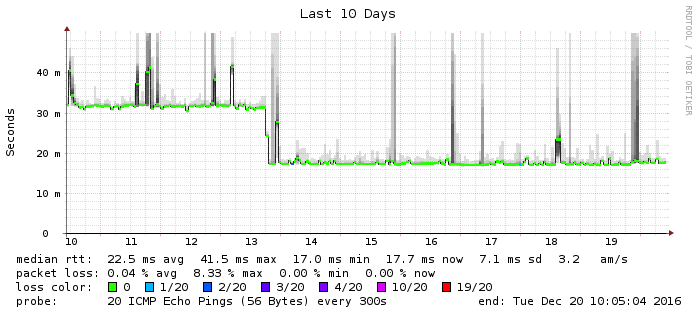 Last 10 Days
RRDTOOL / TOBI OETIKER
Seconds
40 m
30 m
20 m
10 m
0
10 11 12 13 14 15 16 17 18 19
median rtt: 22.5 ms avg 41.5 ms max 17.0 ms min 17.7 ms now 7.1 ms sd 3.2 am/s
packet loss: 0.04 % avg 8.33 % max 0.00 % min 0.00 % now
loss color: 0 1/20 2/20 3/20 4/20 10/20 19/20
probe: 20 ICMP Echo Pings (56 Bytes) every 300s end: Tue Dec 20 10:05:04 2016